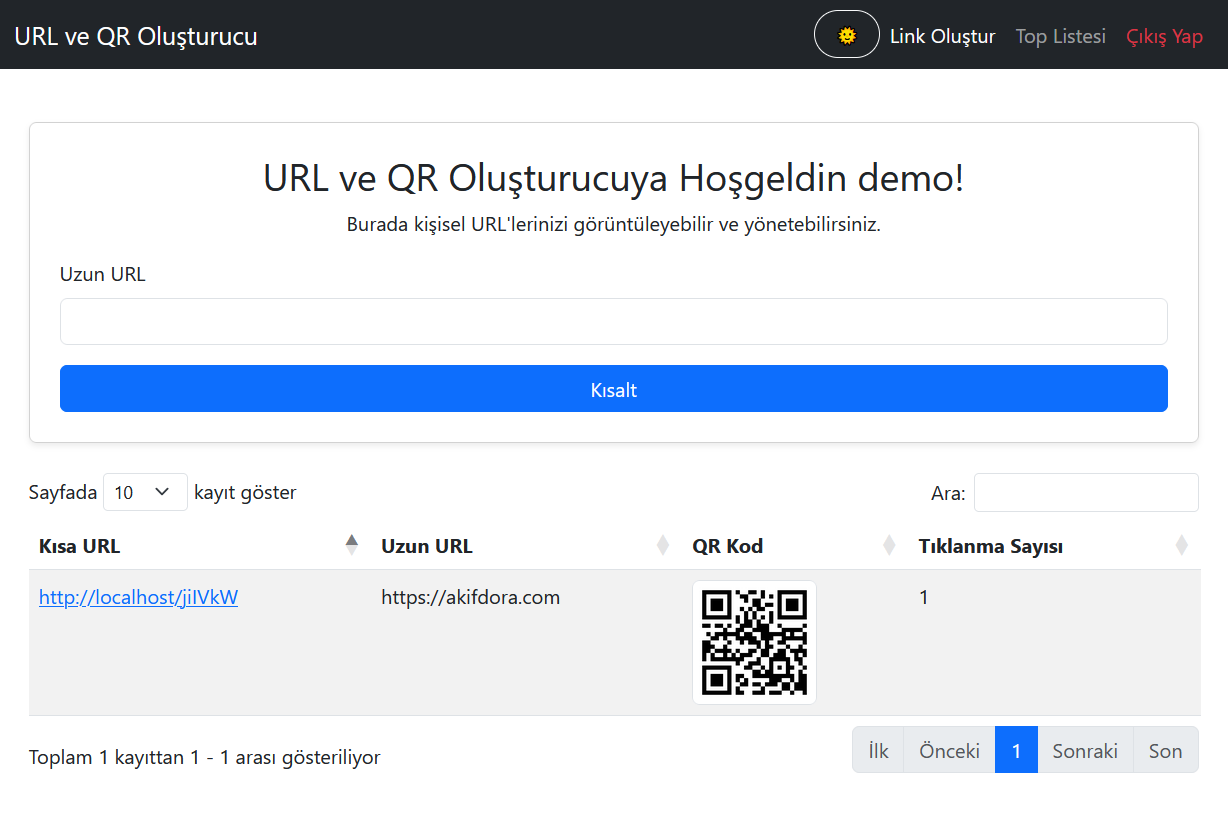 URL ve QR Oluşturucu
Link Oluştur Top Listesi Çıkış Yap
URL ve QR Oluşturucuya Hoşgeldin demo!
Burada kişisel URL'lerinizi görüntüleyebilir ve yönetebilirsiniz.
Uzun URL
Kısalt
Sayfada 10 kayıt göster
Ara:
Kısa URL Uzun URL QR Kod Tıklanma Sayısı
http://localhost/jiIVkW https://akifdora.com 1
Toplam 1 kayıttan 1 - 1 arası gösteriliyor
İlk Önceki 1 Sonraki Son